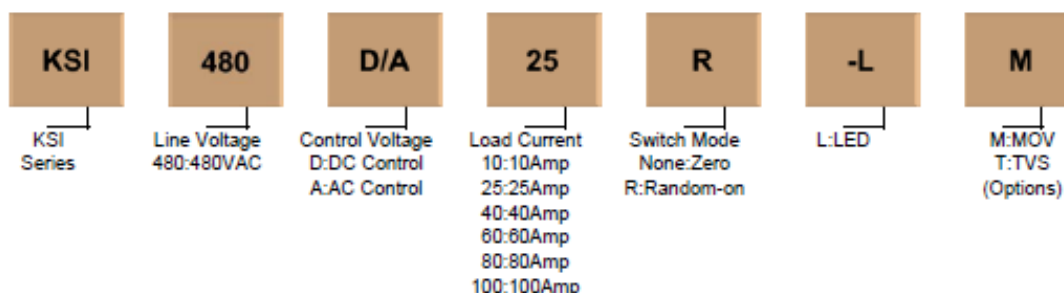 KSI 480 D/A 25 R -L M
KSI
Series
Line Voltage
480:480VAC
Control Voltage
D:DC Control
A:AC Control
Load Current
10:10Amp
25:25Amp
40:40Amp
60:60Amp
80:80Amp
100:100Amp
Switch Mode
None:Zero
R:Random-on
L:LED
M:MOV
T:TVS
(Options)